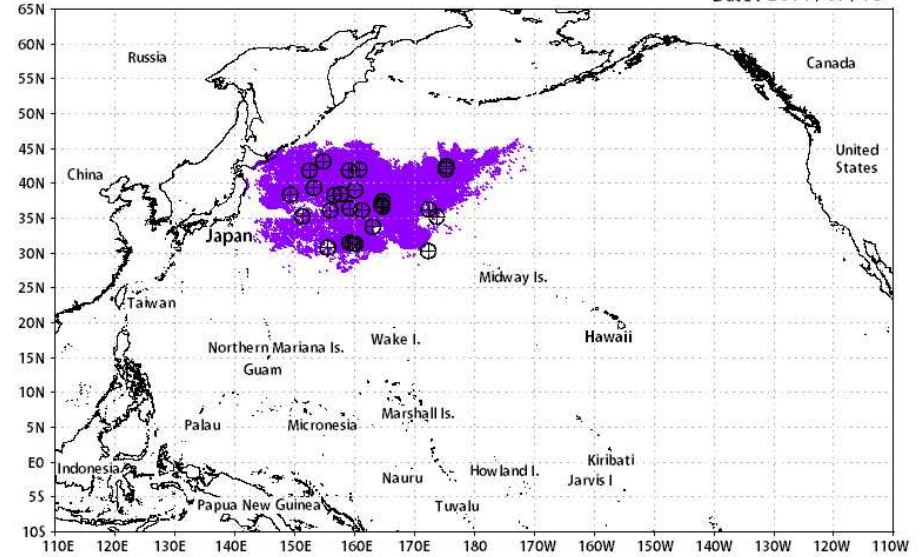 65N
60N
Russia
Canada
55N
50N
45N
United
States
China
40N
35N
Japan
30N
Midway Is.
25N
Taiwan
20N
Hawaii
Wake I.
Northern Mariana Is.
15N
Guam
10N
Marshall Is.
Palau
Micronesia
5N
Kiribati
EQ
Indonesia
Howland I.
Nauru
Jarvis I
5S
Papua New Guinea
Tuvalu
10S
110E 120E 130E 140E 150E 160E 170E 180 170W 160W 150W 140W 130W 120W 110W